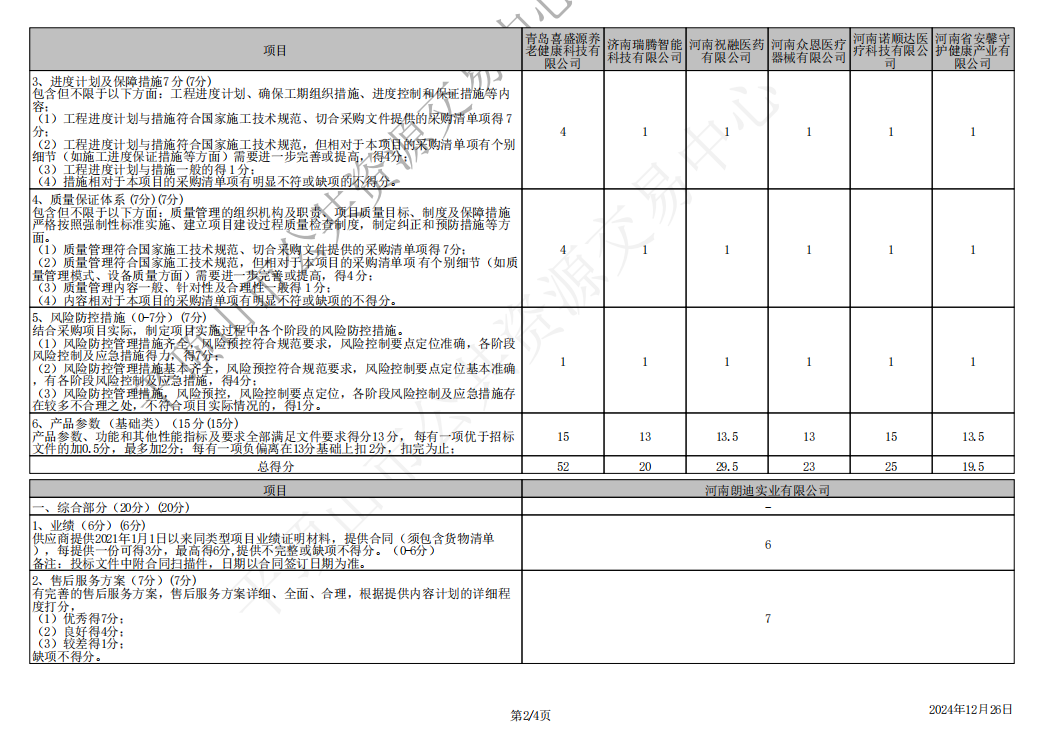 项目
青岛喜盛源养老健康科技有限公司
济南瑞腾智能科技有限公司
河南祝融医药有限公司
河南众恩医疗器械有限公司
河南诺顺达医疗科技有限公司
河南省安馨守护健康产业有限公司
3、进度计划及保障措施7分(7分)
包含但不限于以下方面：工程进度计划、确保工期组织措施、进度控制和保证措施等内
容；
（1）工程进度计划与措施符合国家施工技术规范、切合采购文件提供的采购清单项得7
分；
（2）工程进度计划与措施符合国家施工技术规范，但相对于本项目的采购清单项有个别
细节（如施工进度保证措施等方面）需要进一步完善或提高，得4分；
（3）工程进度计划与措施一般的得1分；
（4）措施相对于本项目的采购清单项有明显不符或缺项的不得分。
4 1 1 1 1 1
4、质量保证体系(7分)(7分)
包含但不限于以下方面：质量管理的组织机构及职责、项目质量目标、制度及保障措施
严格按照强制性标准实施、建立项目建设过程质量检查制度，制定纠正和预防措施等方
面。
（1）质量管理符合国家施工技术规范、切合采购文件提供的采购清单项得7分；
（2）质量管理符合国家施工技术规范，但相对于本项目的采购清单项有个别细节（如质
量管理模式、设备质量方面）需要进一步完善或提高，得4分；
（3）质量管理内容一般、针对性及合理性一般得1分；
（4）内容相对于本项目的采购清单项有明显不符或缺项的不得分。
4 1 1 1 1 1
5、风险防控措施（0-7分）(7分)
结合采购项目实际，制定项目实施过程中各个阶段的风险防控措施。
（1）风险防控管理措施齐全，风险预控符合规范要求，风险控制要点定位准确，各阶段
风险控制及应急措施得力，得7分；
（2）风险防控管理措施基本齐全，风险预控符合规范要求，风险控制要点定位基本准确
，有各阶段风险控制及应急措施，得4分；
（3）风险防控管理措施，风险预控，风险控制要点定位，各阶段风险控制及应急措施存
在较多不合理之处，不符合项目实际情况的，得1分。
1 1 1 1 1 1
6、产品参数（基础类）（15分(15分)
产品参数、功能和其他性能指标及要求全部满足文件要求得分13分，每有一项优于招标
文件的加0.5分，最多加2分；每有一项负偏离在13分基础上扣2分，扣完为止；
15 13 13.5 13 15 13.5
总得分 52 20 29.5 23 25 19.5
项目 河南朗迪实业有限公司
一、综合部分（20分）(20分) -
1、业绩（6分）(6分)
供应商提供2021年1月1日以来同类型项目业绩证明材料，提供合同（须包含货物清单
），每提供一份可得3分，最高得6分,提供不完整或缺项不得分。（0-6分）
备注：投标文件中附合同扫描件，日期以合同签订日期为准。
6
2、售后服务方案（7分）(7分)
有完善的售后服务方案，售后服务方案详细、全面、合理，根据提供内容计划的详细程
度打分，
（1）优秀得7分；
（2）良好得4分；
（3）较差得1分；
缺项不得分。
7
平顶山市公共资源交易中心
平顶山市公共资源交易中心
第2/4页
2024年12月26日